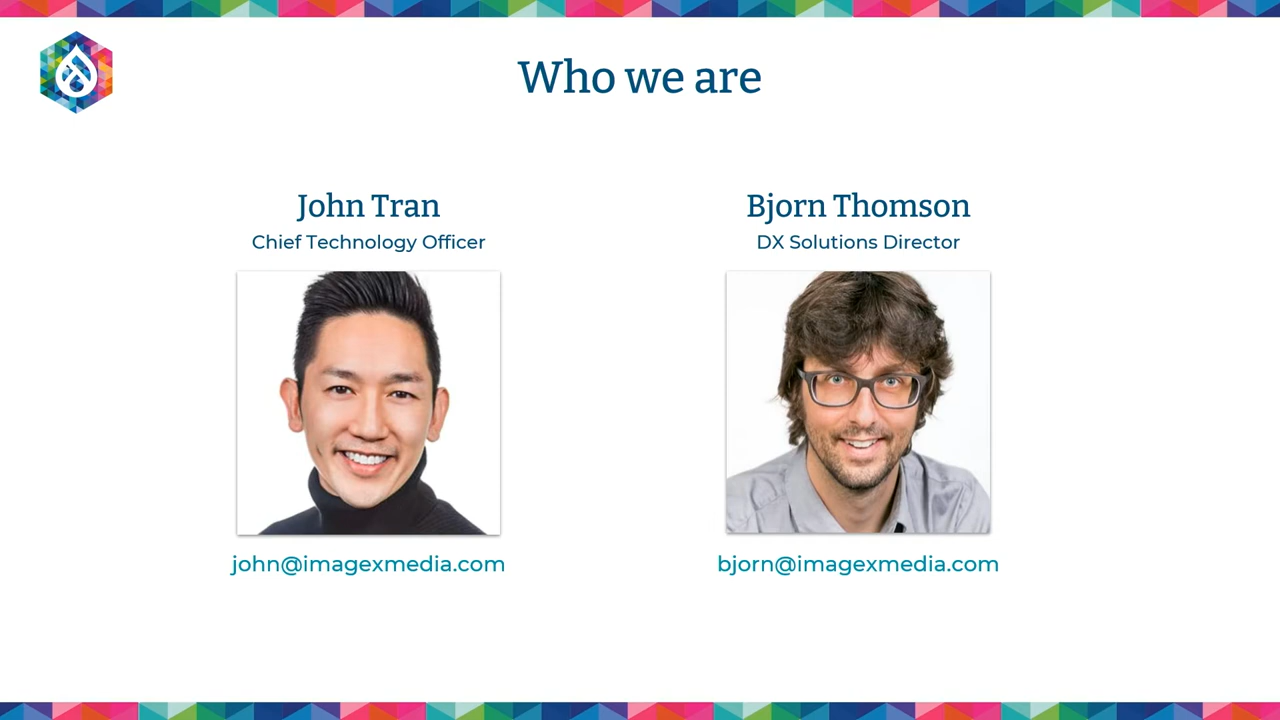 Who we are
John Tran
Chief Technology Officer
john@imagexmedia.com
Bjorn Thomson
DX Solutions Director
bjorn@imagexmedia.com